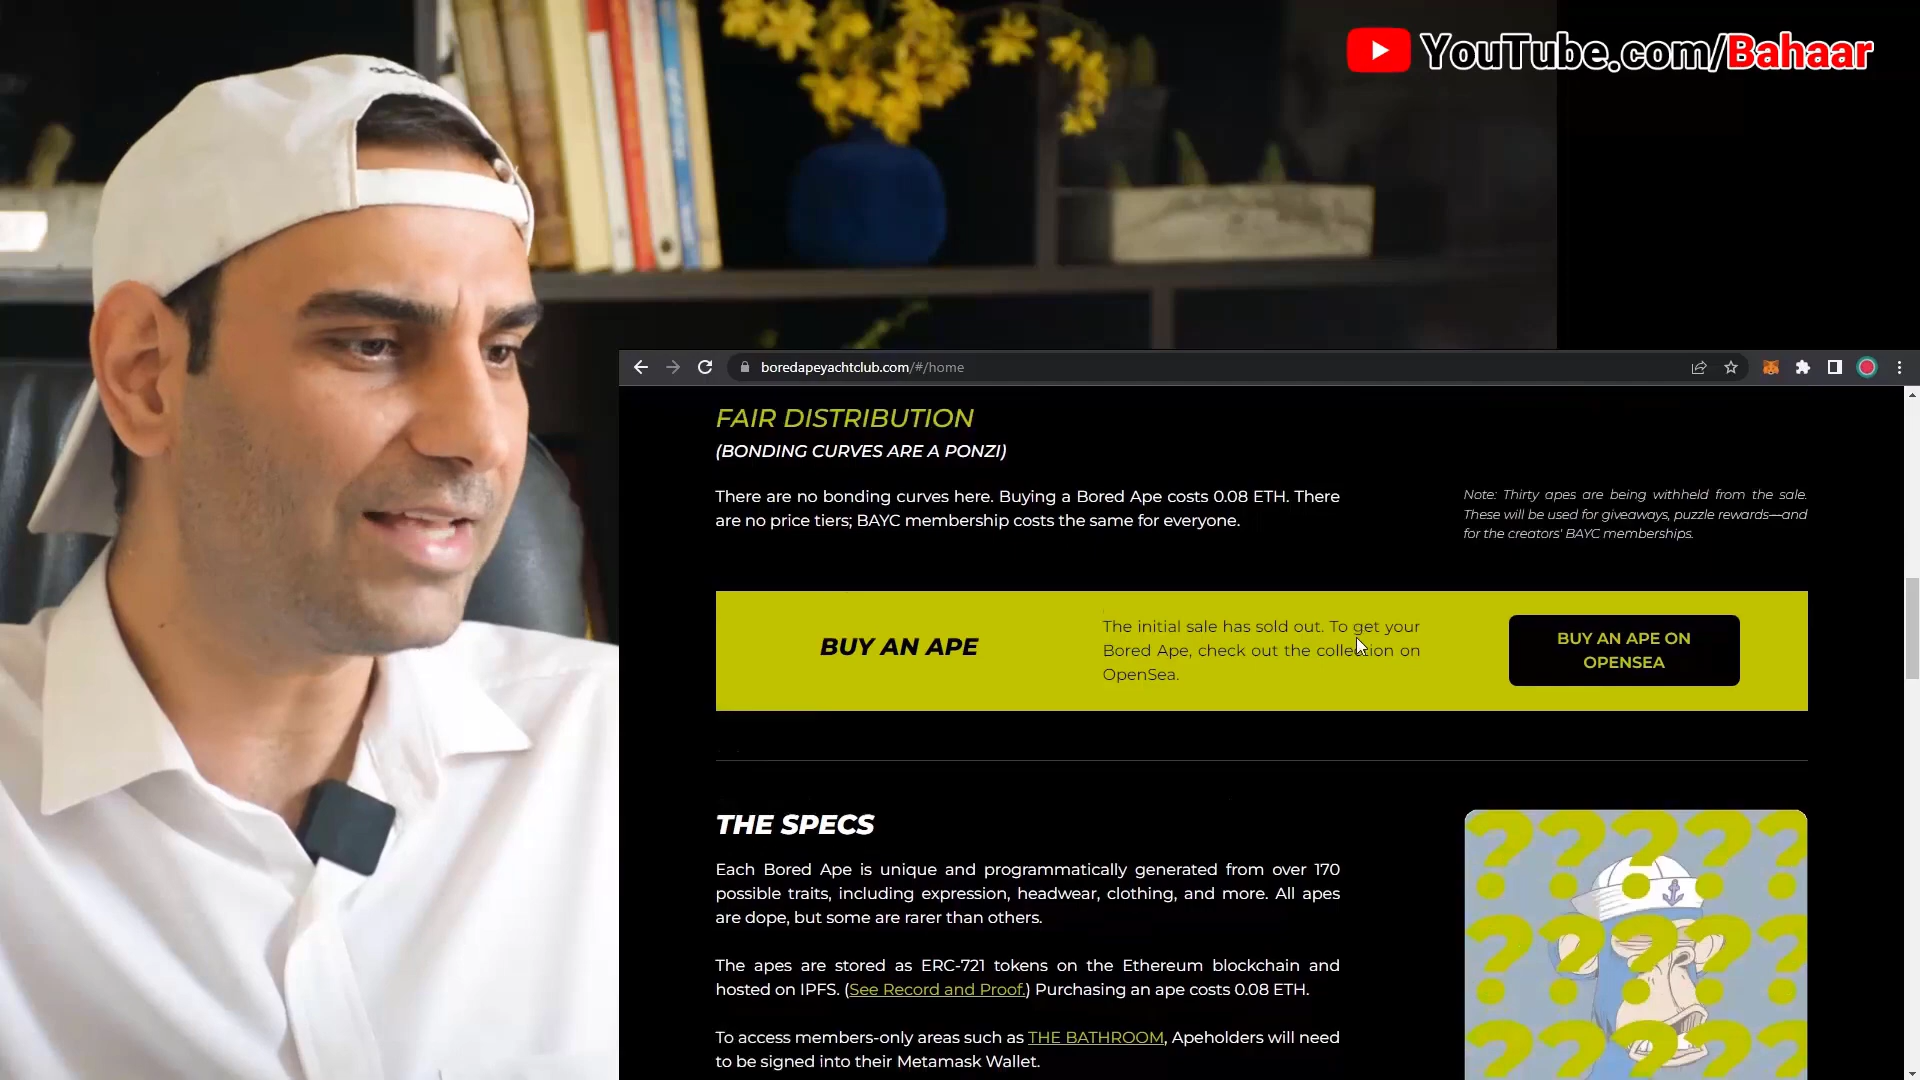 YouTube.com/Bahaar
boredapeyachtclub.com/#/home
FAIR DISTRIBUTION
(BONDING CURVES ARE A PONZI)
There are no bonding curves here. Buying a Bored Ape costs 0.08 ETH. There
are no price tiers; BAYC membership costs the same for everyone.
Note: Thirty apes are being withheld from the sale.
These will be used for giveaways, puzzle rewards—and
for the creators' BAYC memberships.
BUY AN APE
The initial sale has sold out. To get your
Bored Ape, check out the collection on
OpenSea.
BUY AN APE ON
OPENSEA
THE SPECS
Each Bored Ape is unique and programmatically generated from over 170
possible traits, including expression, headwear, clothing, and more. All apes
are dope, but some are rarer than others.
The apes are stored as ERC-721 tokens on the Ethereum blockchain and
hosted on IPFS. (See Record and Proof.) Purchasing an ape costs 0.08 ETH.
To access members-only areas such as THE BATHROOM, Apeholders will need
to be signed into their Metamask Wallet.
? ? ? ? ?
? ? ? ? ?
? ? ? ? ?